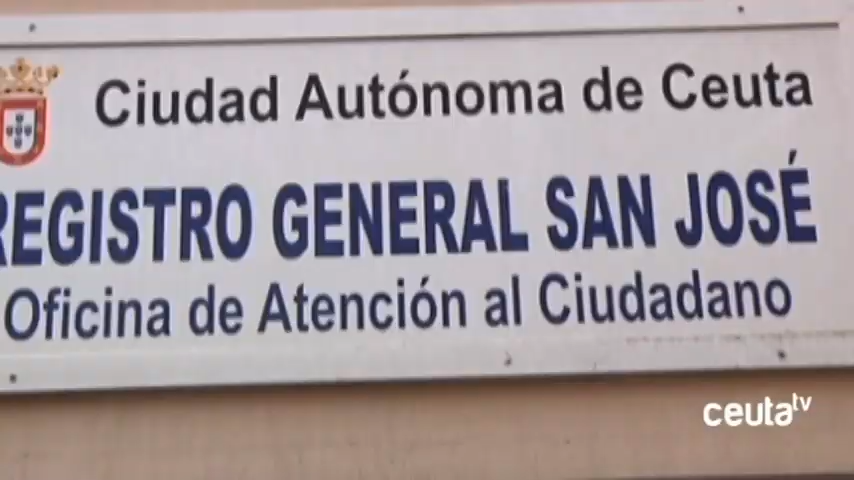 Ciudad Autónoma de Ceuta
REGISTRO GENERAL SAN JOSÉ
Oficina de Atención al Ciudadano
ceuta tv